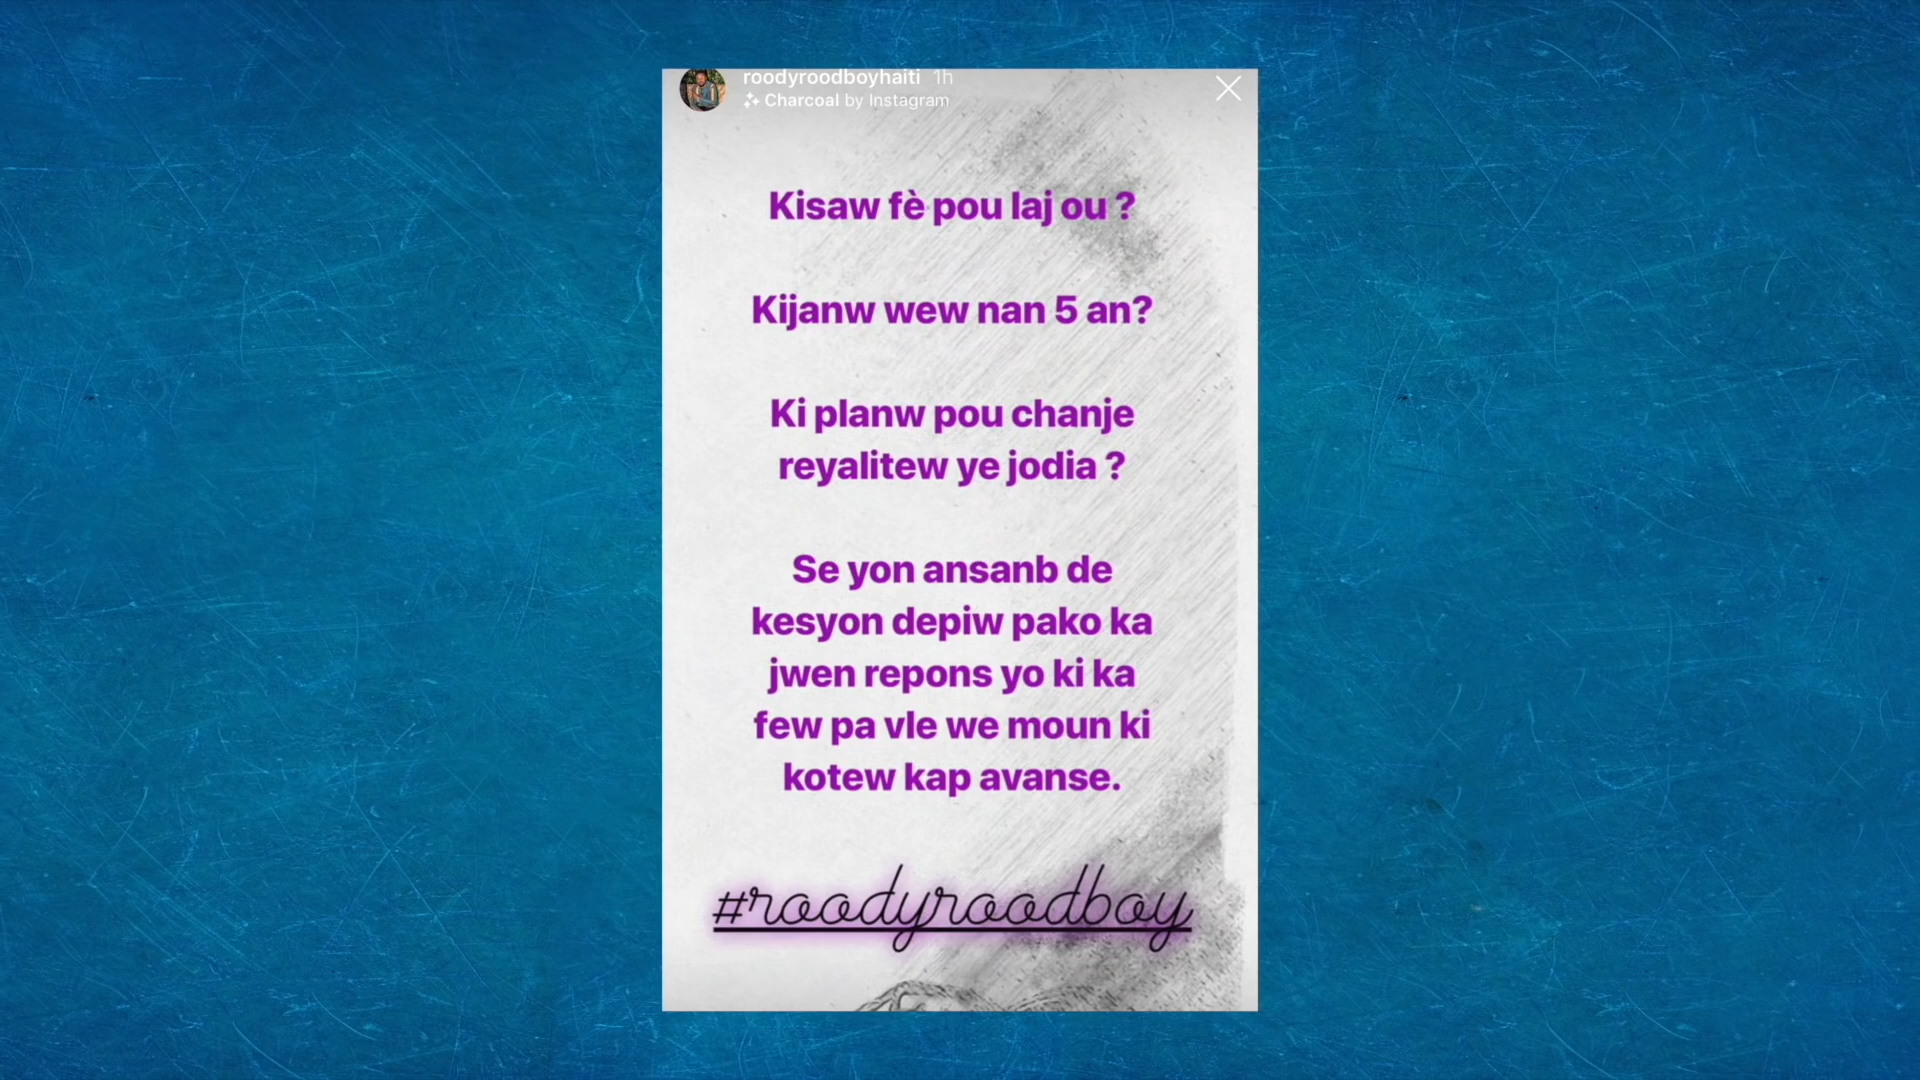 roodyroodboyhaiti 1h
Charcoal by Instagram
Kisaw fè pou laj ou ?
Kijanw wew nan 5 an?
Ki planw pou chanje
reyalitew ye jodia ?
Se yon ansanb de
kesyon depiw pako ka
jwen repons yo ki ka
few pa vle we moun ki
kotew kap avanse.
#roodyroodboy